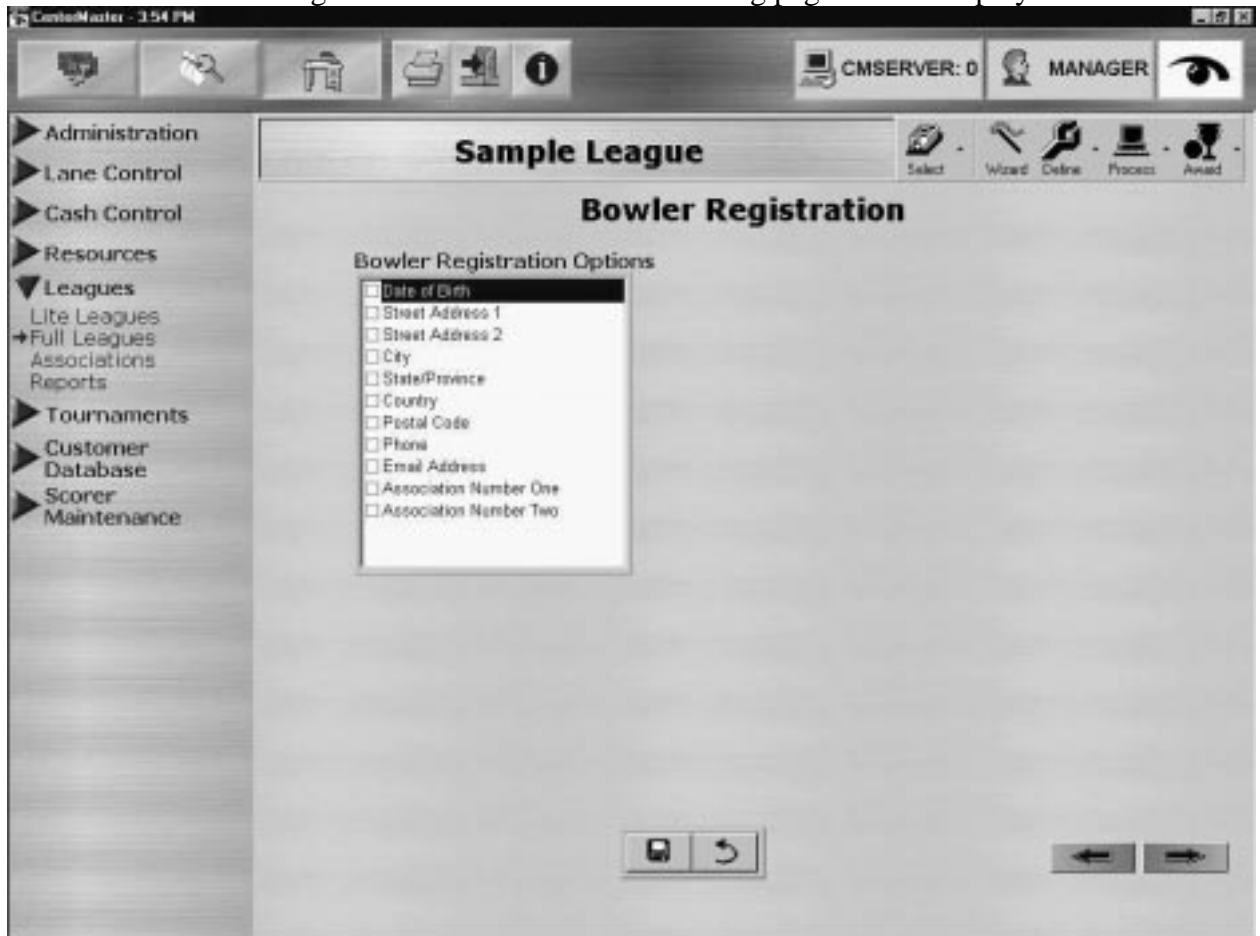 CenterMaster - 3:54 PM
CMSERVER: 0
MANAGER
Administration
Lane Control
Cash Control
Resources
Leagues
Lite Leagues
Full Leagues
Associations
Reports
Tournaments
Customer
Database
Scorer
Maintenance
Sample League
Select
Wizard
Define
Process
Award
Bowler Registration
Bowler Registration Options
Date of Birth
Street Address 1
Street Address 2
City
State/Province
Country
Postal Code
Phone
Email Address
Association Number One
Association Number Two